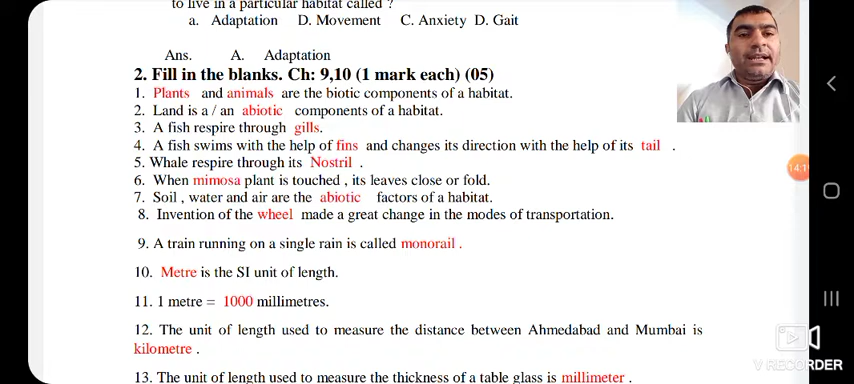 to live in a particular habitat called ?
a. Adaptation D. Movement C. Anxiety D. Gait
Ans. A. Adaptation
2. Fill in the blanks. Ch: 9,10 (1 mark each) (05)
1. Plants and animals are the biotic components of a habitat.
2. Land is a / an abiotic components of a habitat.
3. A fish respire through gills.
4. A fish swims with the help of fins and changes its direction with the help of its tail .
5. Whale respire through its Nostril .
6. When mimosa plant is touched , its leaves close or fold.
7. Soil , water and air are the abiotic factors of a habitat.
8. Invention of the wheel made a great change in the modes of transportation.
9. A train running on a single rain is called monorail .
10. Metre is the SI unit of length.
11. 1 metre = 1000 millimetres.
12. The unit of length used to measure the distance between Ahmedabad and Mumbai is
kilometre .
13. The unit of length used to measure the thickness of a table glass is millimeter .
V RECORDER